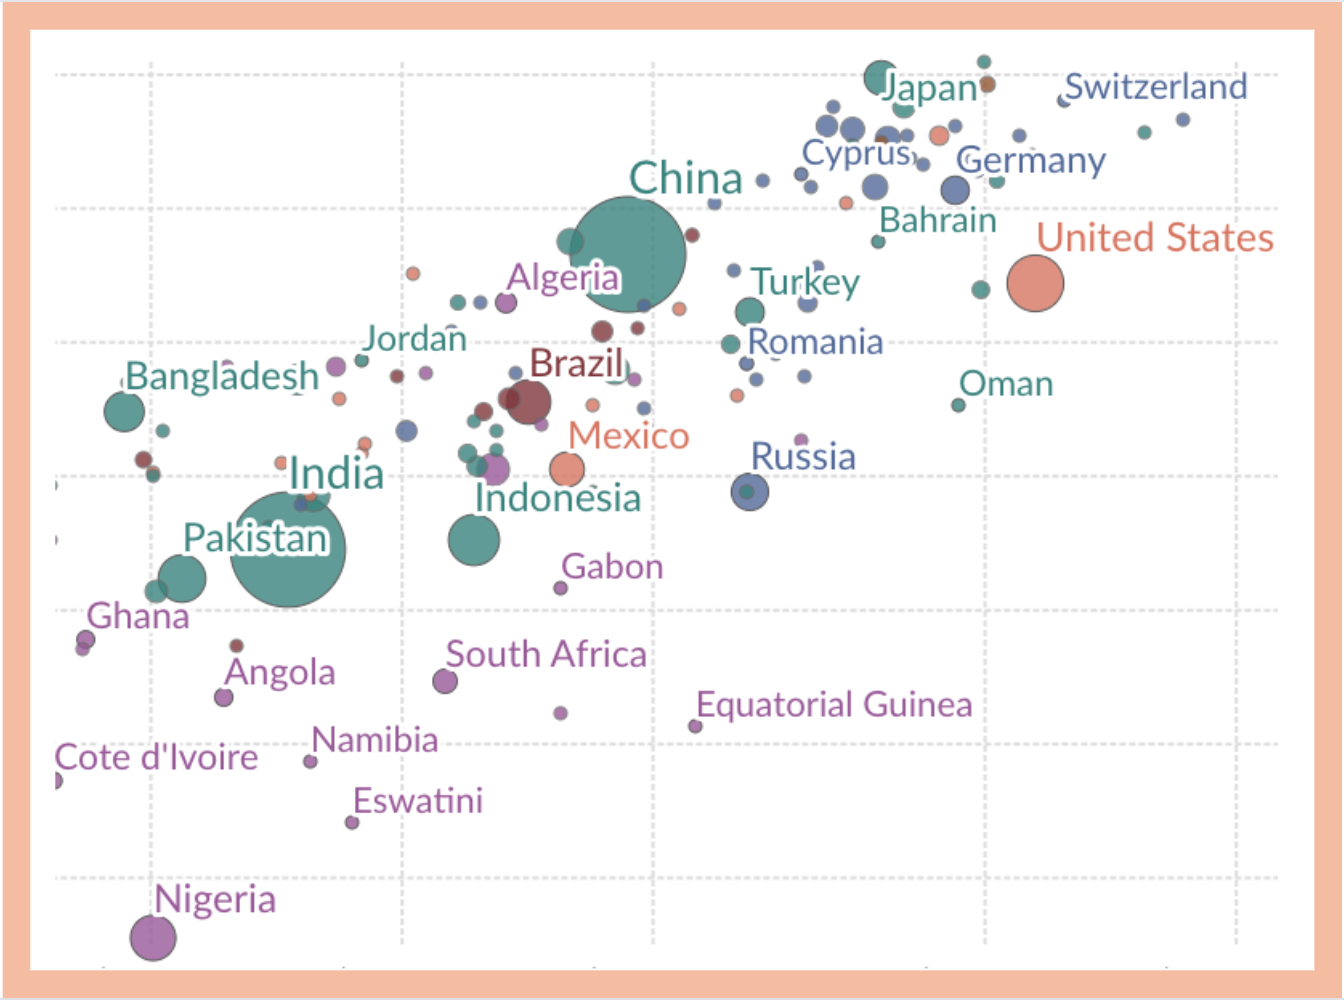 Japan
Switzerland
Cyprus
Germany
China
Bahrain
United States
Algeria
Turkey
Jordan
Romania
Brazil
Bangladesh
Oman
Mexico
Russia
India
Indonesia
Pakistan
Gabon
Ghana
South Africa
Angola
Equatorial Guinea
Namibia
Cote d'Ivoire
Eswatini
Nigeria